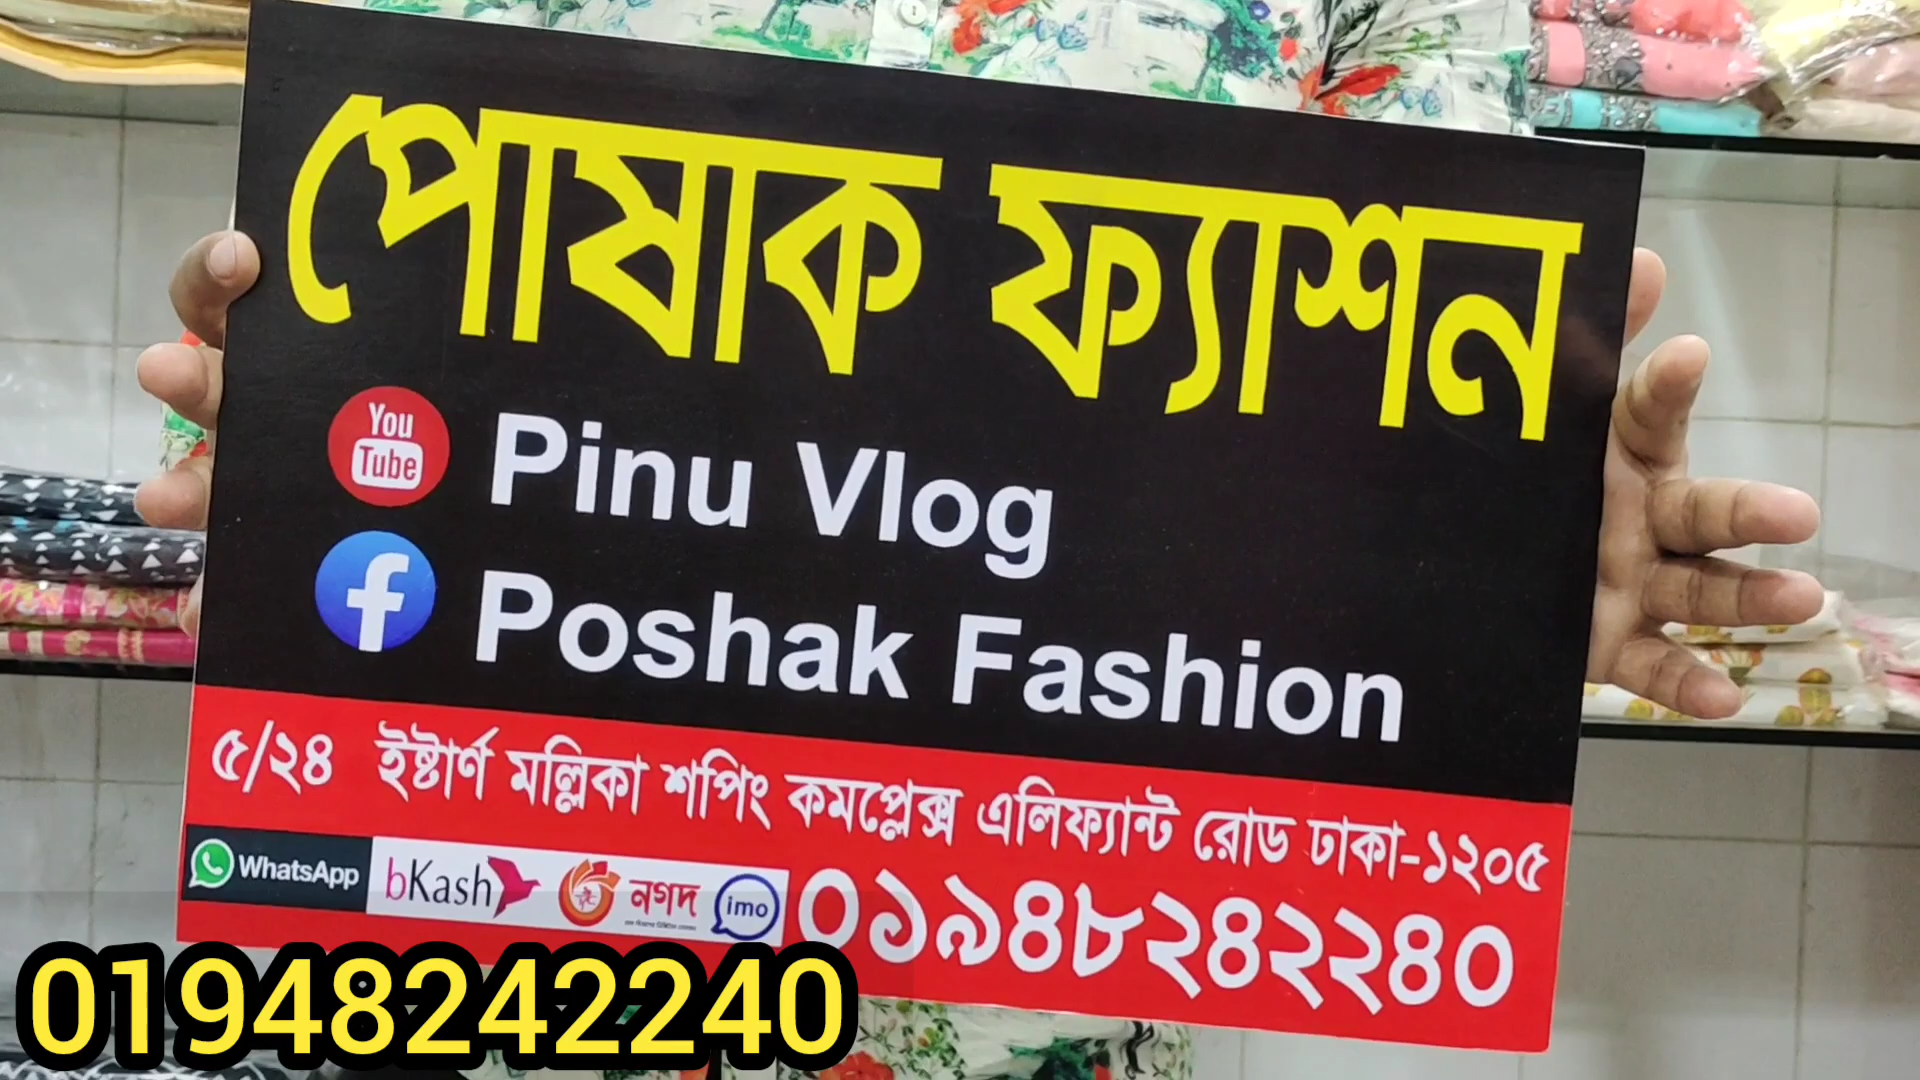 পোষাক ফ্যাশন
You Tube Pinu Vlog
f Poshak Fashion
৫/২৪ ইষ্টার্ণ মল্লিকা শপিং কমপ্লেক্স এলিফ্যান্ট রোড ঢাকা-১২০৫
WhatsApp bKash নগদ imo ০১৯৪৮২৪২২৪০
01948242240